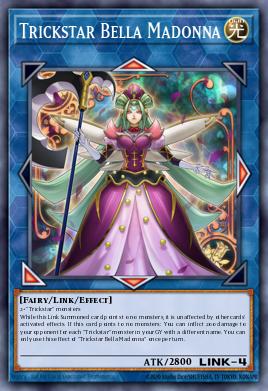 Trickstar Bella Madonna
光
[Fairy/Link/Effect]
2+ "Trickstar" monsters
While this Link Summoned card points to no monsters, it is unaffected by other cards'
activated effects. If this card points to no monsters: You can inflict 200 damage to
your opponent for each "Trickstar" monster in your GY with a different name. You can
only use this effect of "Trickstar Bella Madonna" once per turn.
ATK/2800 LINK-4